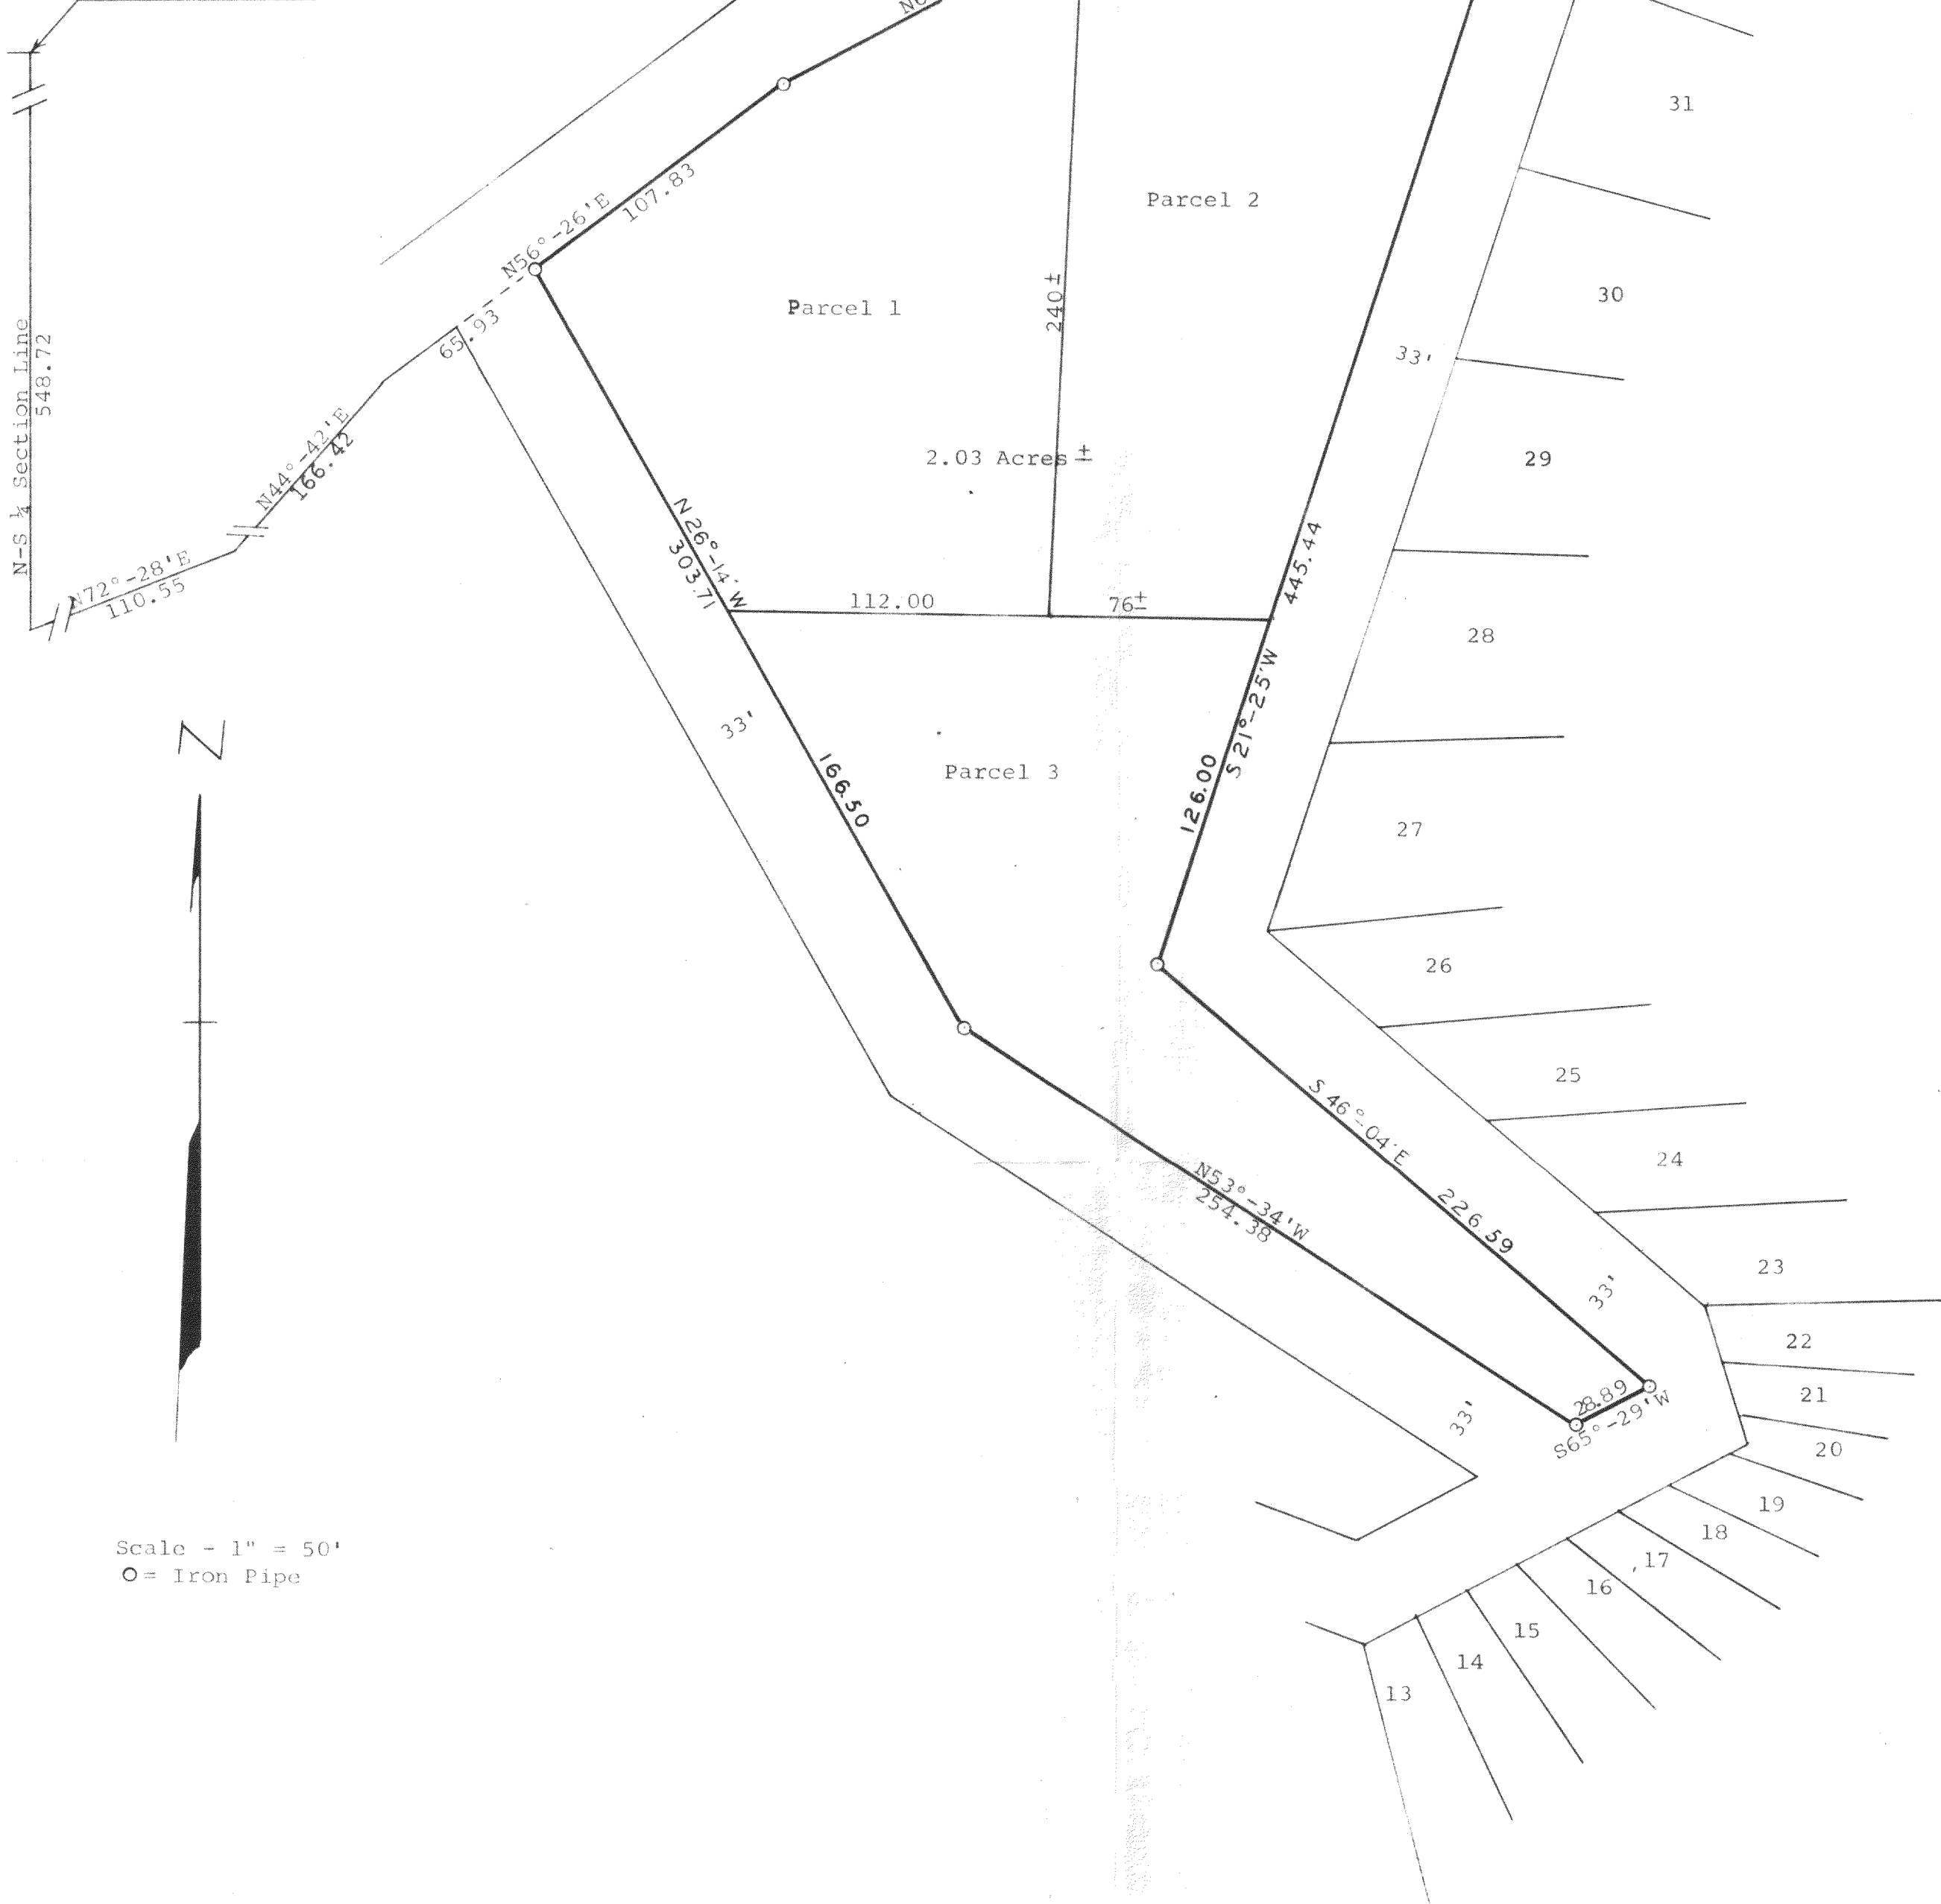 31
Parcel 2
107.83
N56°-26'E
240±
30
Parcel 1
65.93
33'
N-S ¼ Section Line
548.72
N44°-42'E
166.42
2.03 Acres ±
29
N 26°-14' W
303.71
445.44
N72°-28'E
110.55
112.00
76±
28
S 21°-25'W
N
33'
166.50
Parcel 3
126.00
27
26
25
S 46°-04'E
24
N53°-34'W
254.38
226.59
23
33'
22
28.89
21
33'
S65°-29'W
20
19
18
17
16
Scale - 1" = 50'
O = Iron Pipe
15
14
13